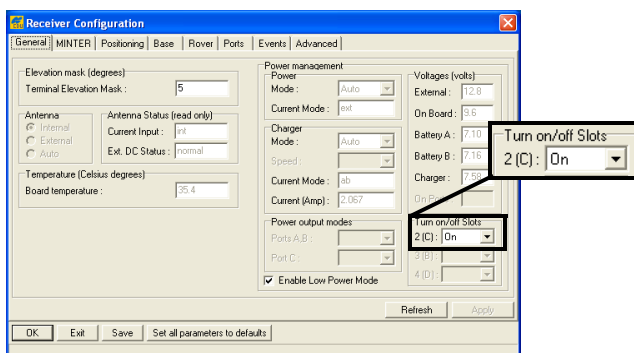 Receiver Configuration
General MINTER Positioning Base Rover Ports Events Advanced
Elevation mask (degrees)
Terminal Elevation Mask : 5
Antenna
Internal
External
Auto
Antenna Status (read only)
Current Input : int
Ext. DC Status : normal
Temperature (Celsius degrees)
Board temperature : 35.4
Power management
Power
Mode : Auto
Current Mode : ext
Charger
Mode : Auto
Speed :
Current Mode : ab
Current (Amp) : 2.067
Power output modes
Ports A,B :
Port C :
Enable Low Power Mode
Voltages (volts)
External : 12.8
On Board : 9.6
Battery A : 7.10
Battery B : 7.16
Charger : 7.58
Turn on/off Slots
2 (C) : On
3 (B) :
4 (D) :
Turn on/off Slots
2 (C) : On
Refresh Apply
OK Exit Save Set all parameters to defaults